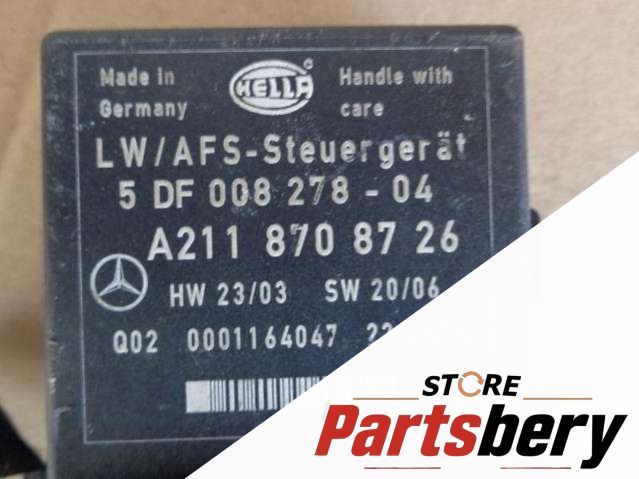 Made in Germany
HELLA
Handle with care
LW/AFS-Steuergerät
5 DF 008 278 - 04
A211 870 87 26
HW 23/03 SW 20/06
Q02 0001164047
STORE
Partsbery